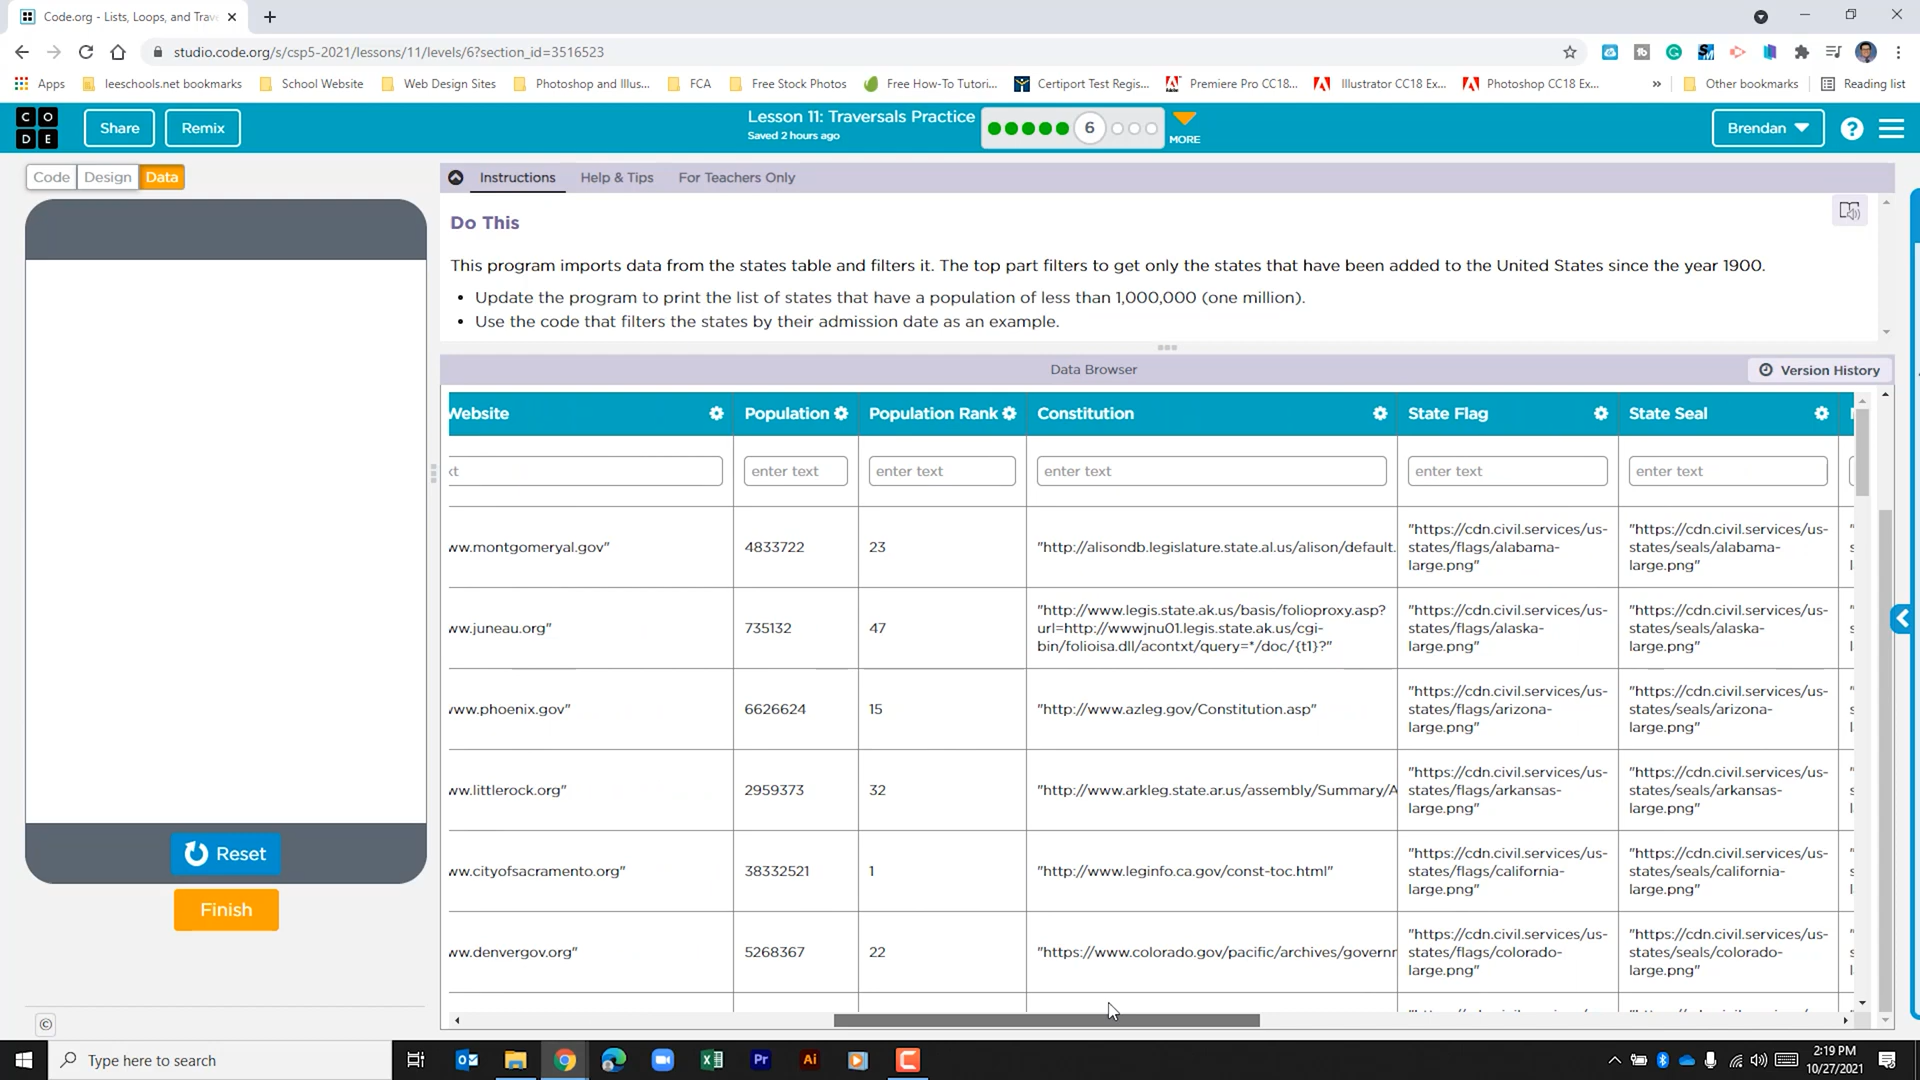 Code.org - Lists, Loops, and Trav
studio.code.org/s/csp5-2021/lessons/11/levels/6?section_id=3516523
Apps
leeschools.net bookmarks
School Website
Web Design Sites
Photoshop and Illus...
FCA
Free Stock Photos
Free How-To Tutori...
Certiport Test Regis...
Premiere Pro CC18...
Illustrator CC18 Ex...
Photoshop CC18 Ex...
»
Other bookmarks
Reading list
C O
D E
Share
Remix
Lesson 11: Traversals Practice
Saved 2 hours ago
6
MORE
Brendan
?
Code
Design
Data
Instructions
Help & Tips
For Teachers Only
Do This
This program imports data from the states table and filters it. The top part filters to get only the states that have been added to the United States since the year 1900.
• Update the program to print the list of states that have a population of less than 1,000,000 (one million).
• Use the code that filters the states by their admission date as an example.
Data Browser
Version History
Website
Population
Population Rank
Constitution
State Flag
State Seal
xt
enter text
enter text
enter text
enter text
enter text
ww.montgomeryal.gov"
4833722
23
"http://alisondb.legislature.state.al.us/alison/default.
"https://cdn.civil.services/us-
states/flags/alabama-
large.png"
"https://cdn.civil.services/us-
states/seals/alabama-
large.png"
ww.juneau.org"
735132
47
"http://www.legis.state.ak.us/basis/folioproxy.asp?
url=http://wwwjnu01.legis.state.ak.us/cgi-
bin/folioisa.dll/acontxt/query=*/doc/{t1}?"
"https://cdn.civil.services/us-
states/flags/alaska-
large.png"
"https://cdn.civil.services/us-
states/seals/alaska-
large.png"
www.phoenix.gov"
6626624
15
"http://www.azleg.gov/Constitution.asp"
"https://cdn.civil.services/us-
states/flags/arizona-
large.png"
"https://cdn.civil.services/us-
states/seals/arizona-
large.png"
ww.littlerock.org"
2959373
32
"http://www.arkleg.state.ar.us/assembly/Summary/A
"https://cdn.civil.services/us-
states/flags/arkansas-
large.png"
"https://cdn.civil.services/us-
states/seals/arkansas-
large.png"
ww.cityofsacramento.org"
38332521
1
"http://www.leginfo.ca.gov/const-toc.html"
"https://cdn.civil.services/us-
states/flags/california-
large.png"
"https://cdn.civil.services/us-
states/seals/california-
large.png"
ww.denvergov.org"
5268367
22
"https://www.colorado.gov/pacific/archives/governr
"https://cdn.civil.services/us-
states/flags/colorado-
large.png"
"https://cdn.civil.services/us-
states/seals/colorado-
large.png"
Reset
Finish
©
Type here to search
Pr
Ai
2:19 PM
10/27/2021